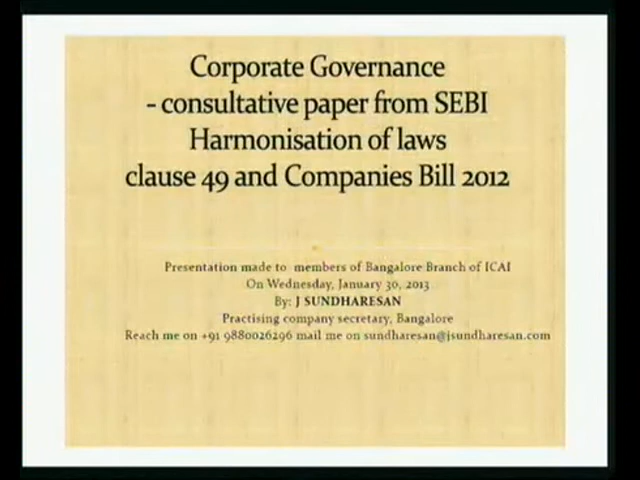 Corporate Governance
- consultative paper from SEBI
Harmonisation of laws
clause 49 and Companies Bill 2012
Presentation made to members of Bangalore Branch of ICAI
On Wednesday, January 30, 2013
By: J SUNDHARESAN
Practising company secretary, Bangalore
Reach me on +91 9880026296 mail me on sundharesan@jsundharesan.com